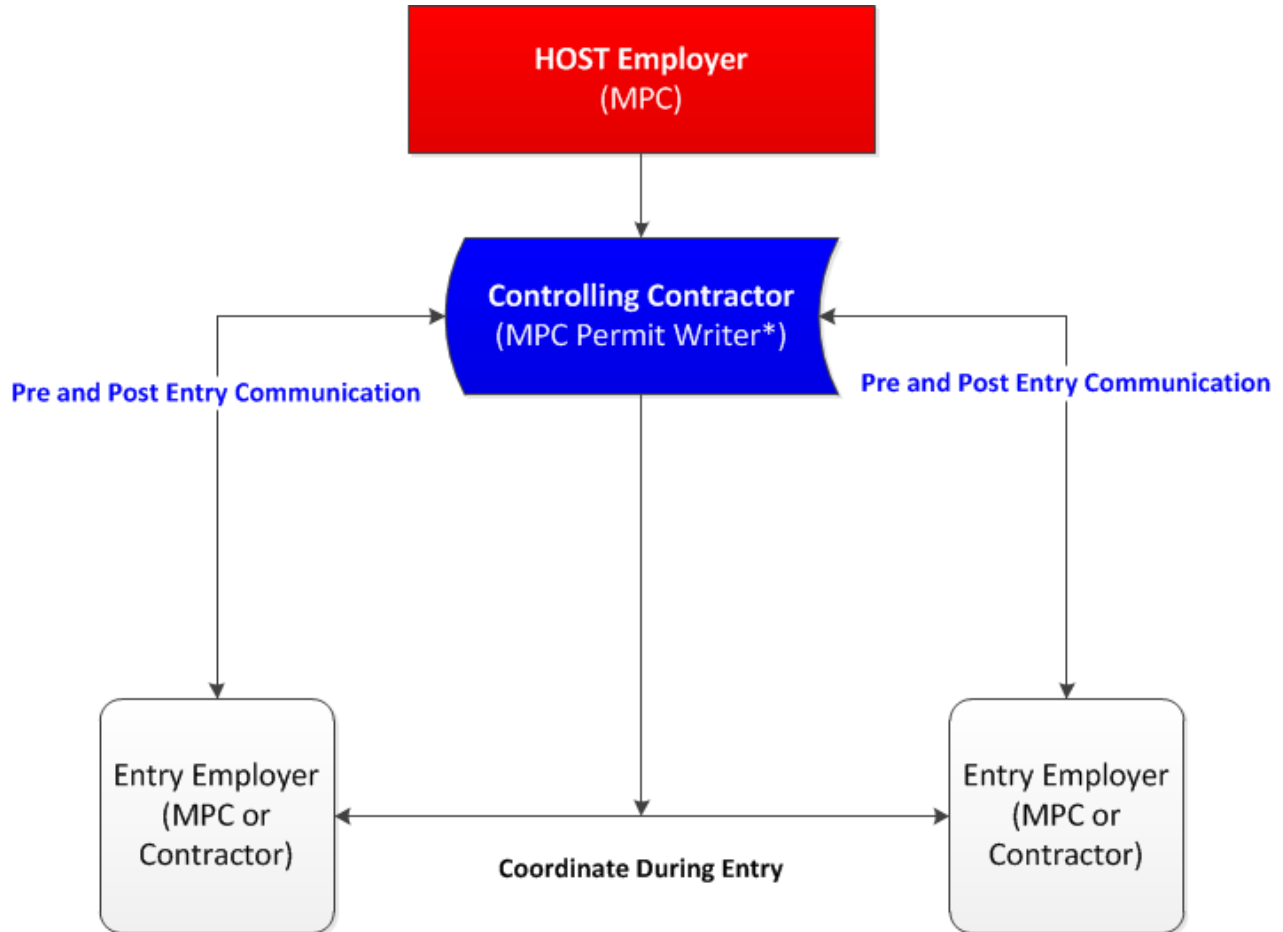 HOST Employer
(MPC)
Controlling Contractor
(MPC Permit Writer*)
Pre and Post Entry Communication
Pre and Post Entry Communication
Entry Employer
(MPC or
Contractor)
Entry Employer
(MPC or
Contractor)
Coordinate During Entry